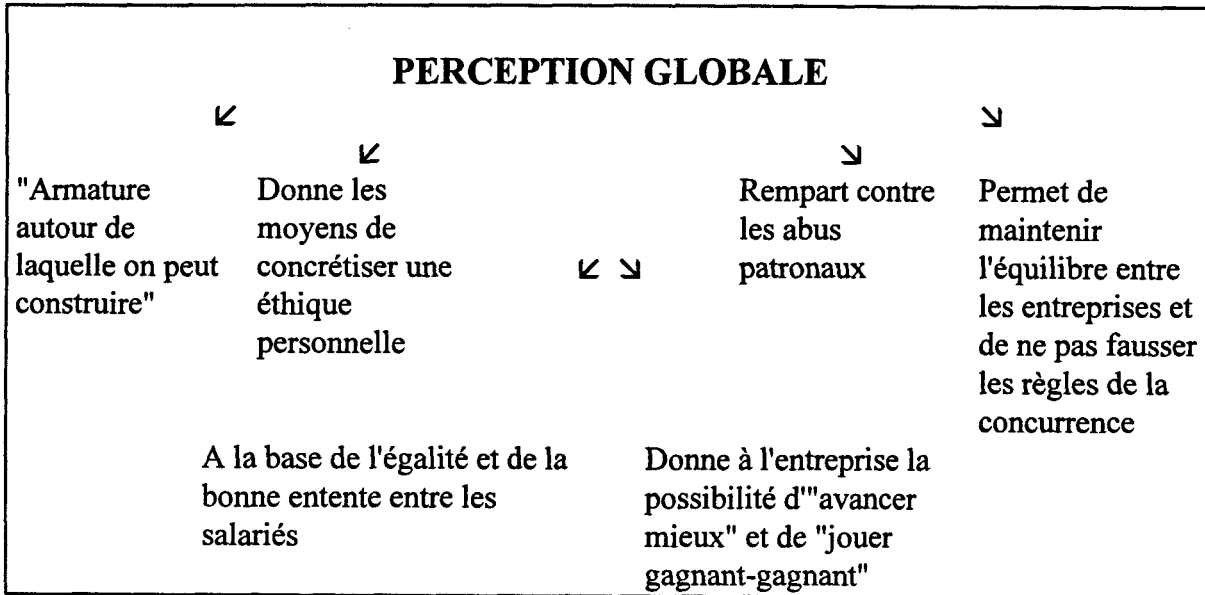 PERCEPTION GLOBALE
↙ ↘
↙ ↘
"Armature
autour de
laquelle on peut
construire"
Donne les
moyens de
concrétiser une
éthique
personnelle
↙ ↘
Rempart contre
les abus
patronaux
Permet de
maintenir
l'équilibre entre
les entreprises et
de ne pas fausser
les règles de la
concurrence
A la base de l'égalité et de la
bonne entente entre les
salariés
Donne à l'entreprise la
possibilité d'"avancer
mieux" et de "jouer
gagnant-gagnant"